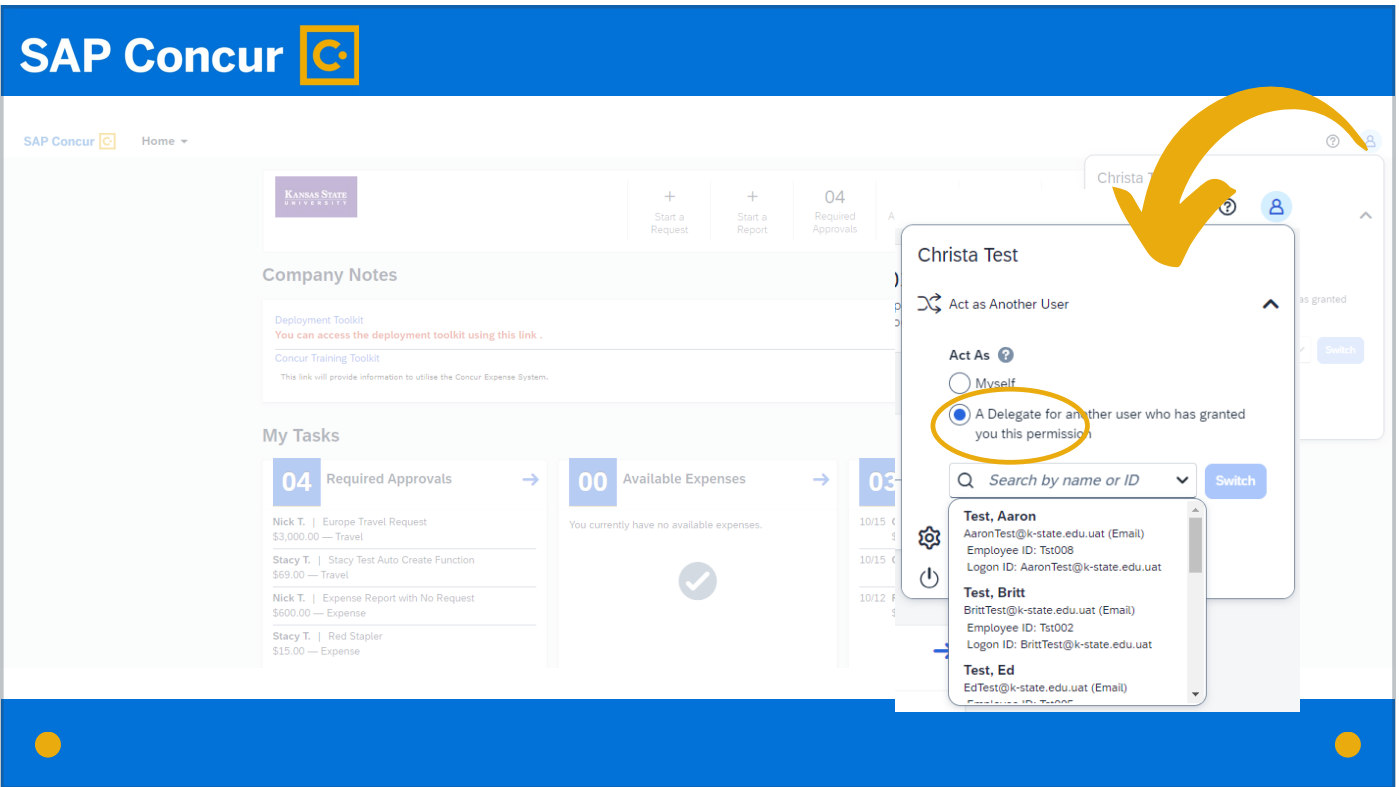 SAP Concur
SAP Concur
Home
Christa
KANSAS STATE
UNIVERSITY
+
Start a
Request
+
Start a
Report
04
Required
Approvals
A
Company Notes
Deployment Toolkit
You can access the deployment toolkit using this link .
Concur Training Toolkit
This link will provide information to utilise the Concur Expense System.
My Tasks
04 Required Approvals
Nick T. | Europe Travel Request
$3,000.00 — Travel
Stacy T. | Stacy Test Auto Create Function
$69.00 — Travel
Nick T. | Expense Report with No Request
$600.00 — Expense
Stacy T. | Red Stapler
$15.00 — Expense
00 Available Expenses
You currently have no available expenses.
03
10/15
10/15
10/12
as granted
Switch
Christa Test
Act as Another User
Act As ?
Myself
A Delegate for another user who has granted
you this permission
Search by name or ID
Switch
Test, Aaron
AaronTest@k-state.edu.uat (Email)
Employee ID: Tst008
Logon ID: AaronTest@k-state.edu.uat
Test, Britt
BrittTest@k-state.edu.uat (Email)
Employee ID: Tst002
Logon ID: BrittTest@k-state.edu.uat
Test, Ed
EdTest@k-state.edu.uat (Email)
Employee ID: Tst005